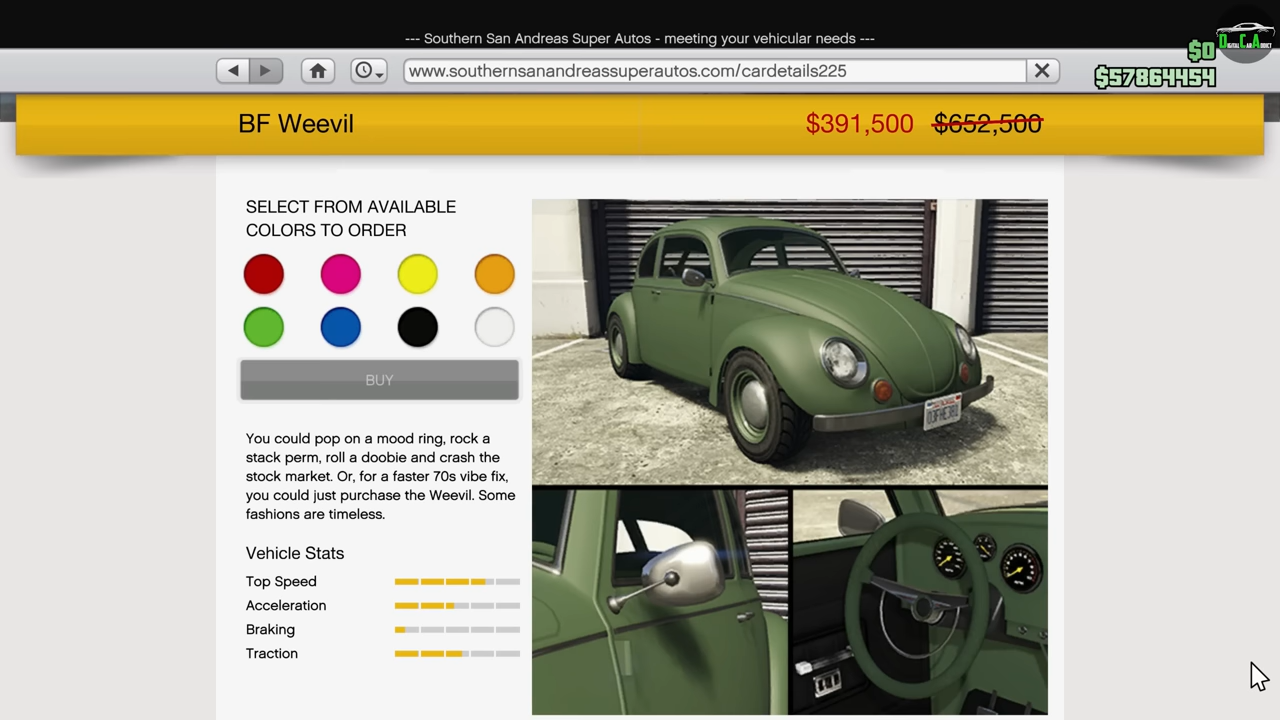 --- Southern San Andreas Super Autos - meeting your vehicular needs ---
$0
www.southernsanandreassuperautos.com/cardetails225
$57864454
BF Weevil
$391,500 $652,500
SELECT FROM AVAILABLE
COLORS TO ORDER
BUY
You could pop on a mood ring, rock a
stack perm, roll a doobie and crash the
stock market. Or, for a faster 70s vibe fix,
you could just purchase the Weevil. Some
fashions are timeless.
Vehicle Stats
Top Speed
Acceleration
Braking
Traction